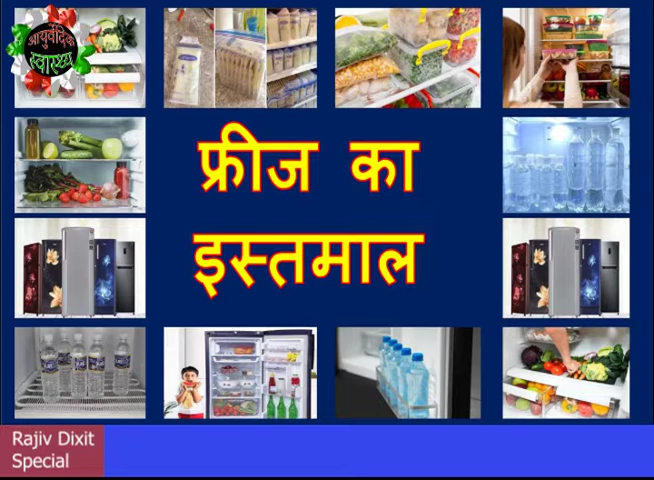 आयुर्वेदिक
स्वास्थ्य
फ्रीज का
इस्तमाल
Rajiv Dixit
Special